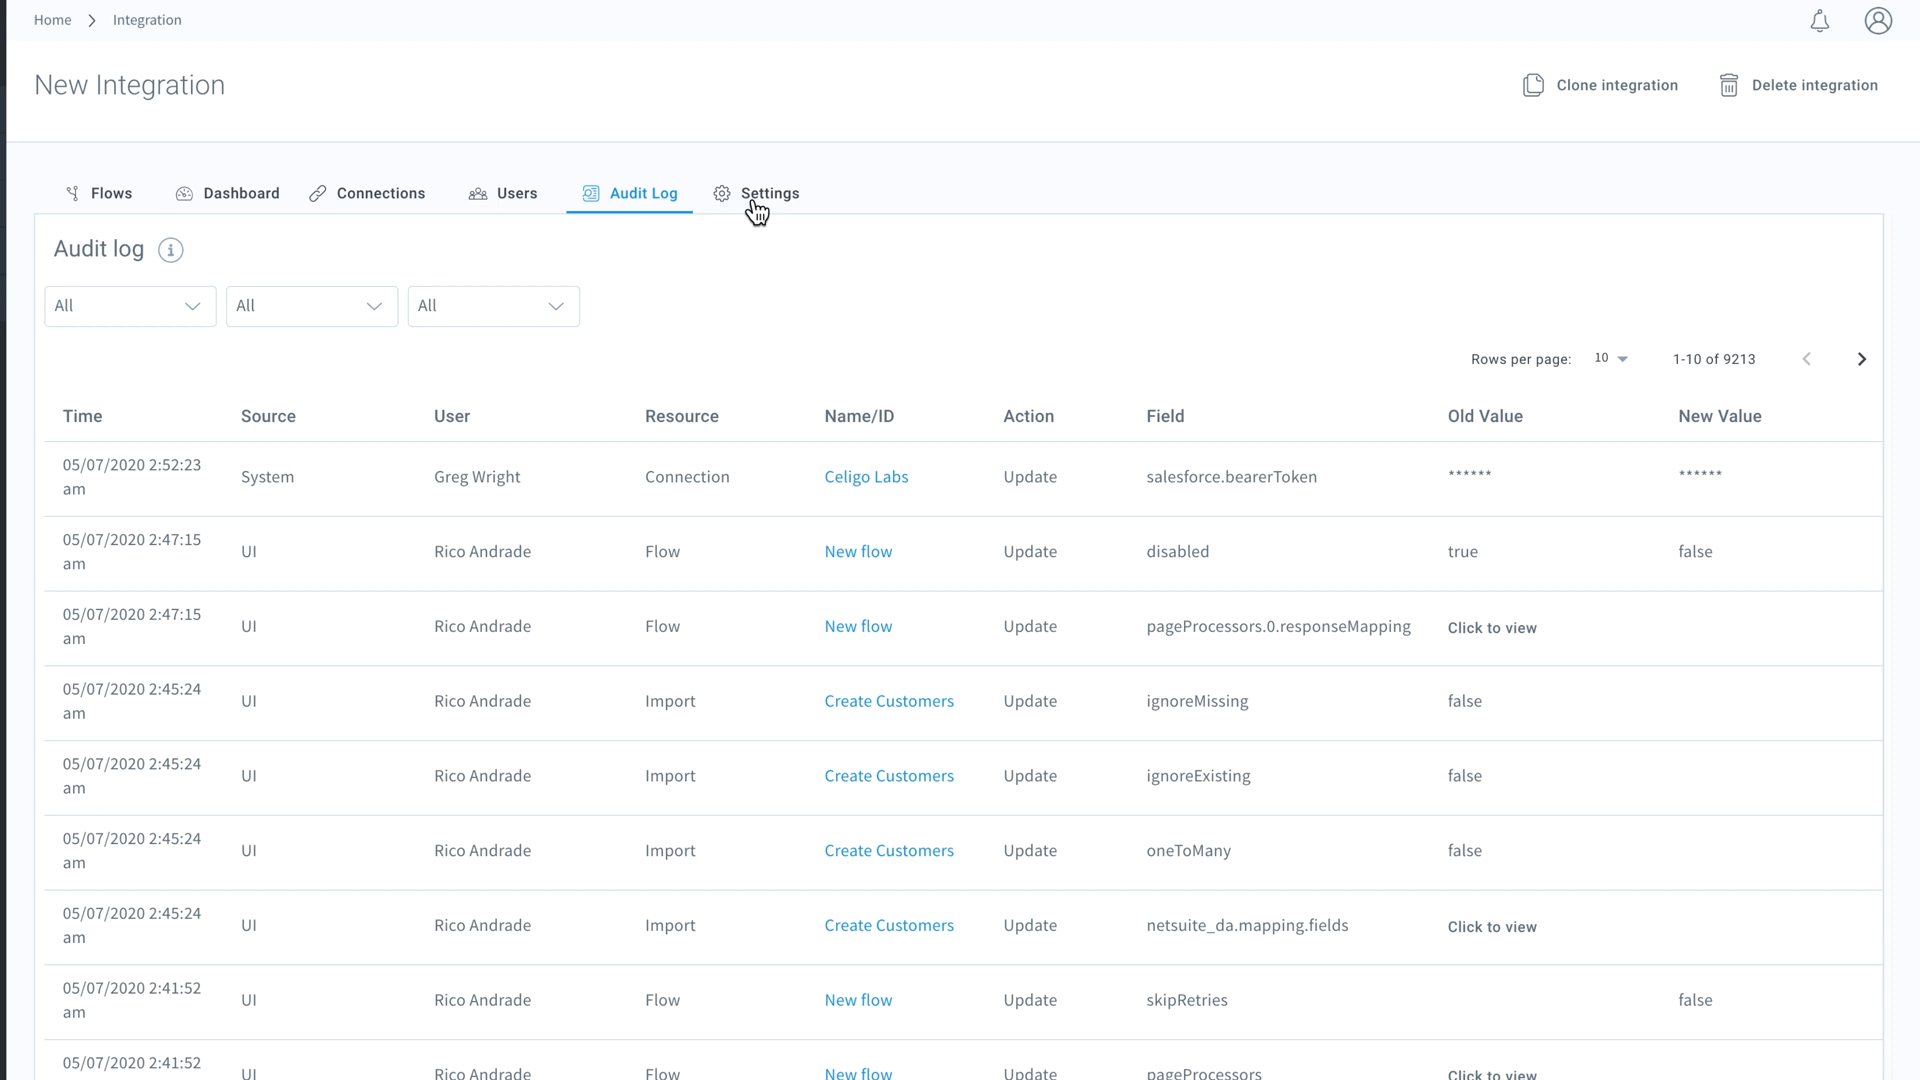 Home > Integration
New Integration
Clone integration
Delete integration
Flows Dashboard Connections Users Audit Log Settings
Audit log
All All All
Rows per page: 10 1-10 of 9213
Time Source User Resource Name/ID Action Field Old Value New Value
05/07/2020 2:52:23
am
System Greg Wright Connection Celigo Labs Update salesforce.bearerToken ****** ******
05/07/2020 2:47:15
am
UI Rico Andrade Flow New flow Update disabled true false
05/07/2020 2:47:15
am
UI Rico Andrade Flow New flow Update pageProcessors.0.responseMapping Click to view
05/07/2020 2:45:24
am
UI Rico Andrade Import Create Customers Update ignoreMissing false
05/07/2020 2:45:24
am
UI Rico Andrade Import Create Customers Update ignoreExisting false
05/07/2020 2:45:24
am
UI Rico Andrade Import Create Customers Update oneToMany false
05/07/2020 2:45:24
am
UI Rico Andrade Import Create Customers Update netsuite_da.mapping.fields Click to view
05/07/2020 2:41:52
am
UI Rico Andrade Flow New flow Update skipRetries false
05/07/2020 2:41:52
UI Rico Andrade Flow New flow Update pageProcessors Click to view